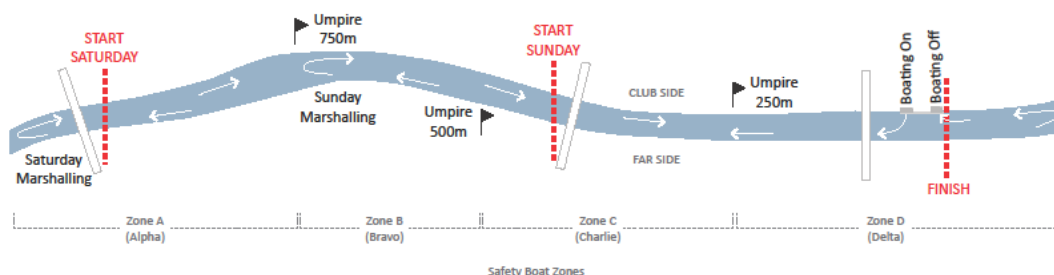 START
SATURDAY
Umpire
750m
START
SUNDAY
Boating On
Boating Off
Umpire
250m
CLUB SIDE
Sunday
Marshalling
Umpire
500m
FAR SIDE
Saturday
Marshalling
FINISH
Zone A
(Alpha)
Zone B
(Bravo)
Zone C
(Charlie)
Zone D
(Delta)
Safety Boat Zones